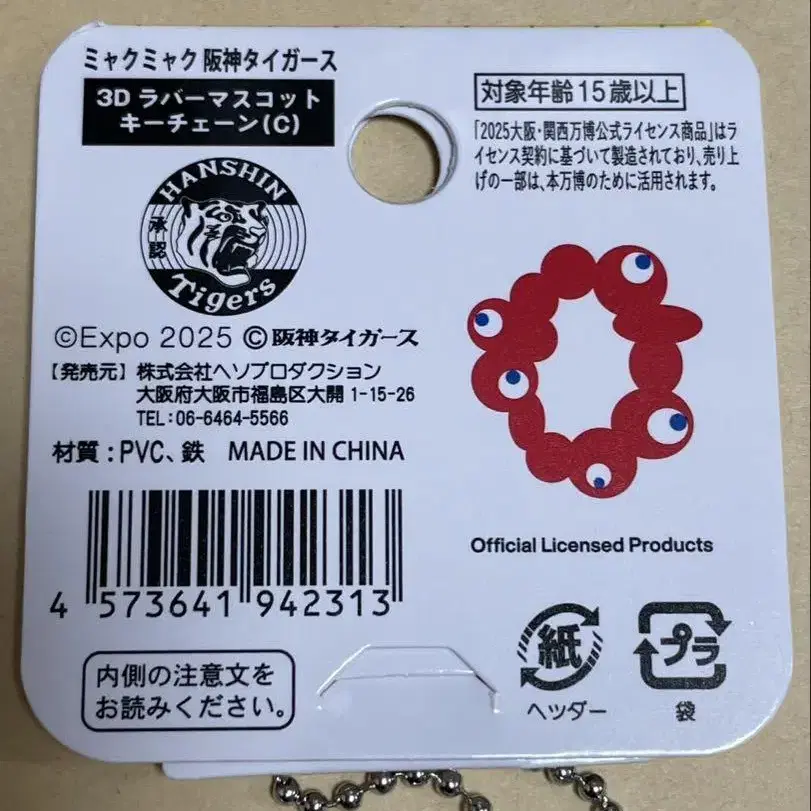 ミャクミャク 阪神タイガース
3D ラバーマスコット
キーチェーン(C)
HANSHIN
承認
Tigers
©Expo 2025 ©阪神タイガース
【発売元】株式会社ヘソプロダクション
大阪府大阪市福島区大開 1-15-26
TEL:06-6464-5566
材質:PVC、鉄 MADE IN CHINA
4 573641 942313
内側の注意文を
お読みください。
対象年齢15歳以上
「2025大阪・関西万博公式ライセンス商品」はラ
イセンス契約に基づいて製造されており、売り上
げの一部は、本万博のために活用されます。
Official Licensed Products
紙
ヘッダー
プラ
袋